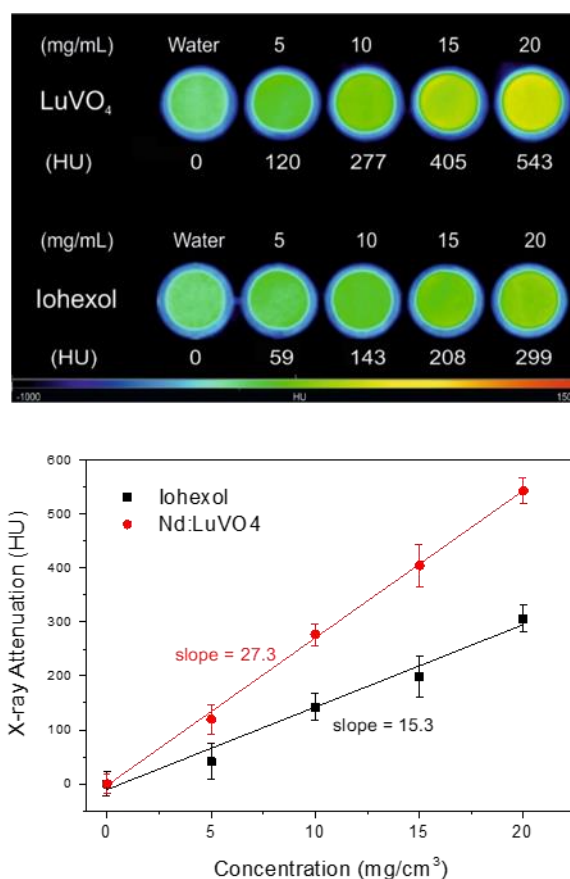 (mg/mL) Water 5 10 15 20
LuVO₄
(HU) 0 120 277 405 543
(mg/mL) Water 5 10 15 20
Iohexol
(HU) 0 59 143 208 299
-1000 HU 150
600
Iohexol
500
Nd:LuVO4
400
300
slope = 27.3
200
slope = 15.3
100
0
X-ray Attenuation (HU)
0 5 10 15 20
Concentration (mg/cm³)